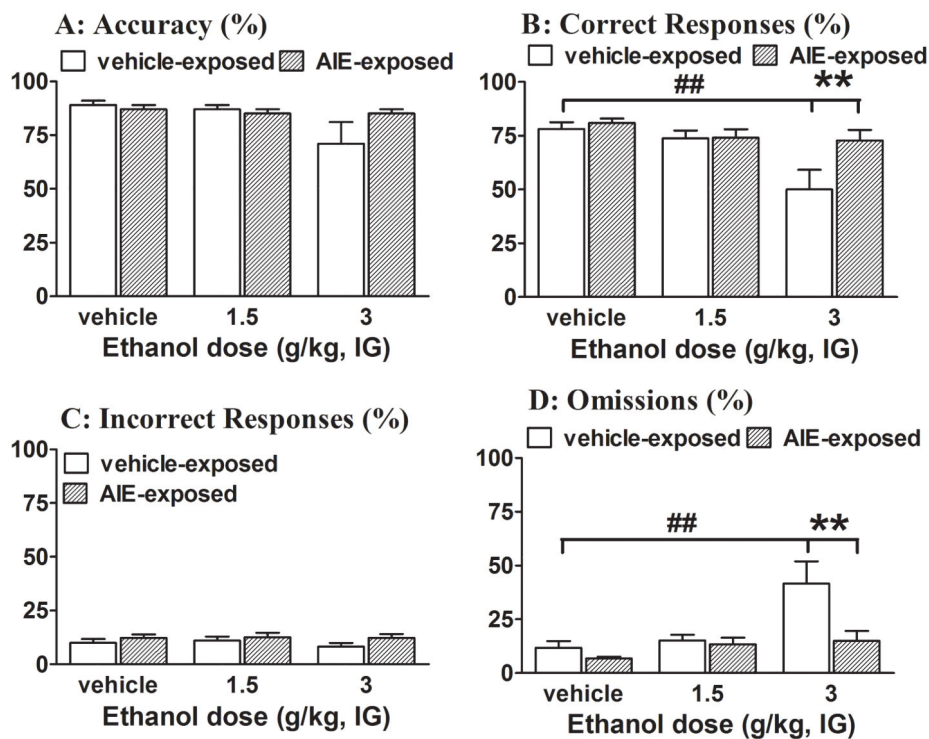 A: Accuracy (%)
vehicle-exposed AIE-exposed
100
75
50
25
0
vehicle 1.5 3
Ethanol dose (g/kg, IG)
B: Correct Responses (%)
vehicle-exposed AIE-exposed
100
75
50
25
0
## **
vehicle 1.5 3
Ethanol dose (g/kg, IG)
C: Incorrect Responses (%)
100
75
50
25
0
vehicle-exposed
AIE-exposed
vehicle 1.5 3
Ethanol dose (g/kg, IG)
D: Omissions (%)
vehicle-exposed AIE-exposed
100
75
50
25
0
## **
vehicle 1.5 3
Ethanol dose (g/kg, IG)